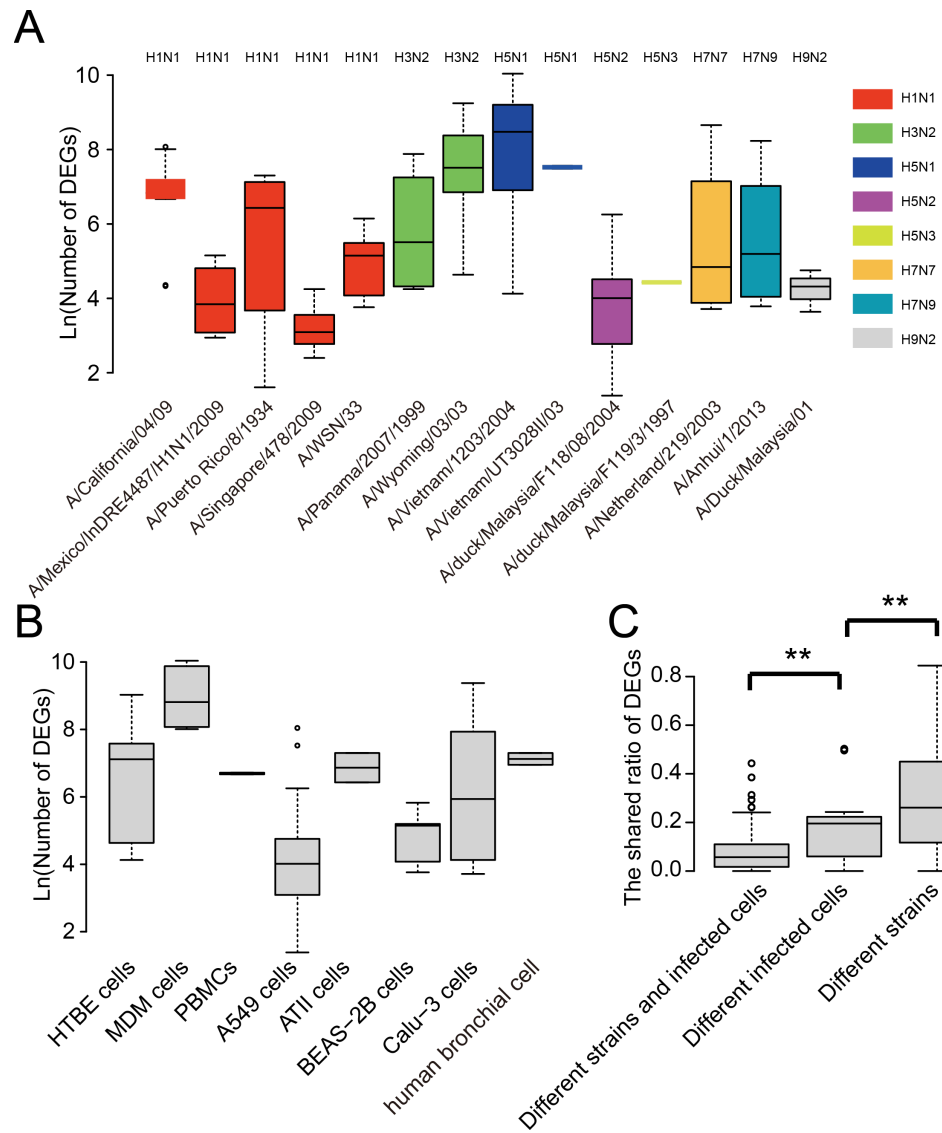 A
H1N1 H1N1 H1N1 H1N1 H1N1 H3N2 H3N2 H5N1 H5N1 H5N2 H5N3 H7N7 H7N9 H9N2
Ln(Number of DEGs)
10
8
6
4
2
H1N1
H3N2
H5N1
H5N2
H5N3
H7N7
H7N9
H9N2
A/California/04/09
A/Mexico/InDRE4487/H1N1/2009
A/Puerto Rico/8/1934
A/Singapore/478/2009
A/WSN/33
A/Panama/2007/1999
A/Wyoming/03/03
A/Vietnam/1203/2004
A/Vietnam/UT3028II/03
A/duck/Malaysia/F118/08/2004
A/duck/Malaysia/F119/3/1997
A/Netherland/219/2003
A/Anhui/1/2013
A/Duck/Malaysia/01
B
Ln(Number of DEGs)
10
8
6
4
2
HTBE cells
MDM cells
PBMCs
A549 cells
ATII cells
BEAS−2B cells
Calu−3 cells
human bronchial cell
C
**
**
The shared ratio of DEGs
0.8
0.6
0.4
0.2
0.0
Different strains and infected cells
Different infected cells
Different strains